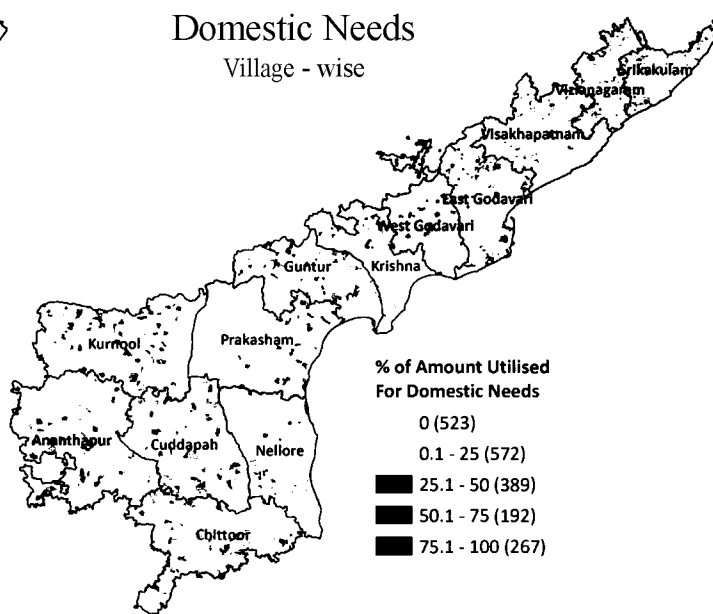 Domestic Needs
Village - wise
Srikakulam
Vizianagaram
Visakhapatnam
East Godavari
West Godavari
Guntur
Krishna
Kurnool
Prakasham
% of Amount Utilised
For Domestic Needs
0 (523)
0.1 - 25 (572)
25.1 - 50 (389)
50.1 - 75 (192)
75.1 - 100 (267)
Ananthapur
Cuddapah
Nellore
Chittoor